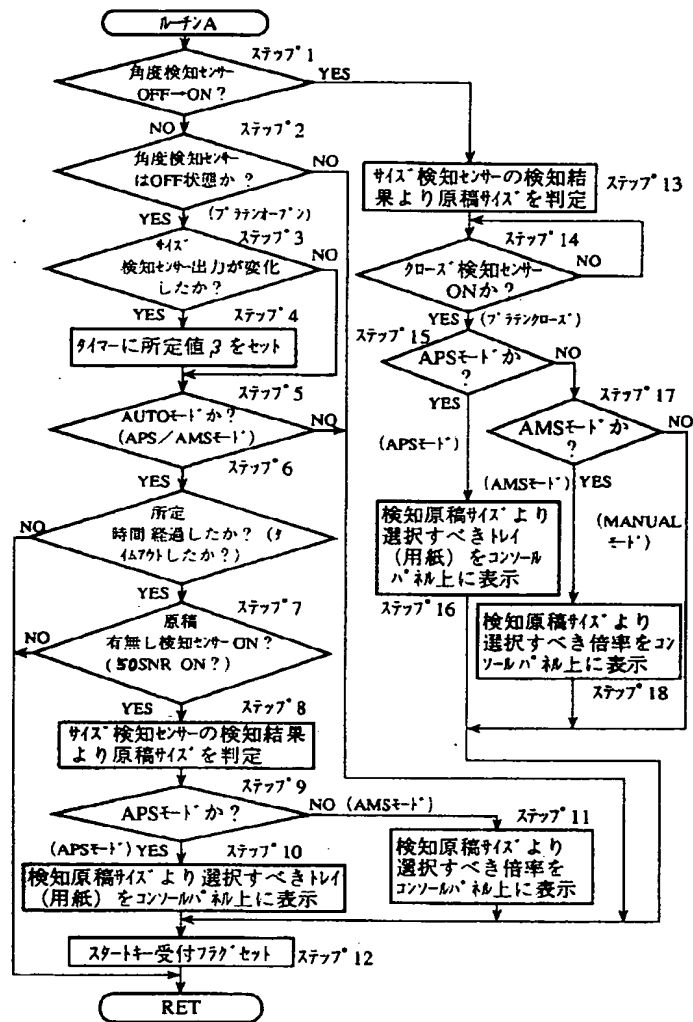 ルーチンA
ステップ1
角度検知センサー
OFF→ON?
YES
NO
ステップ2
角度検知センサー
はOFF状態か?
NO
YES
(プラテンオープン)
ステップ3
サイズ
検知センサー出力が変化
したか?
NO
YES
ステップ4
タイマーに所定値βをセット
ステップ5
AUTOモードか?
(APS/AMSモード)
NO
YES
ステップ6
所定
時間経過したか?(タ
イムアウトしたか?)
NO
YES
ステップ7
原稿
有無し検知センサーON?
(50SNR ON?)
NO
YES
ステップ8
サイズ検知センサーの検知結果
より原稿サイズを判定
ステップ9
APSモードか?
NO (AMSモード)
(APSモード) YES
ステップ10
検知原稿サイズより選択すべきトレイ
(用紙)をコンソールパネル上に表示
ステップ11
検知原稿サイズより
選択すべき倍率を
コンソールパネル上に表示
スタートキー受付フラグセット
ステップ12
RET
サイズ検知センサーの検知結
果より原稿サイズを判定
ステップ13
ステップ14
クローズ検知センサー
ONか?
NO
YES (プラテンクローズ)
ステップ15
APSモードか
?
NO
YES
(APSモード)
検知原稿サイズより
選択すべきトレイ
(用紙)をコンソール
パネル上に表示
ステップ16
ステップ17
AMSモードか
?
NO
(AMSモード) YES
(MANUAL
モード)
検知原稿サイズより
選択すべき倍率をコン
ソールパネル上に表示
ステップ18